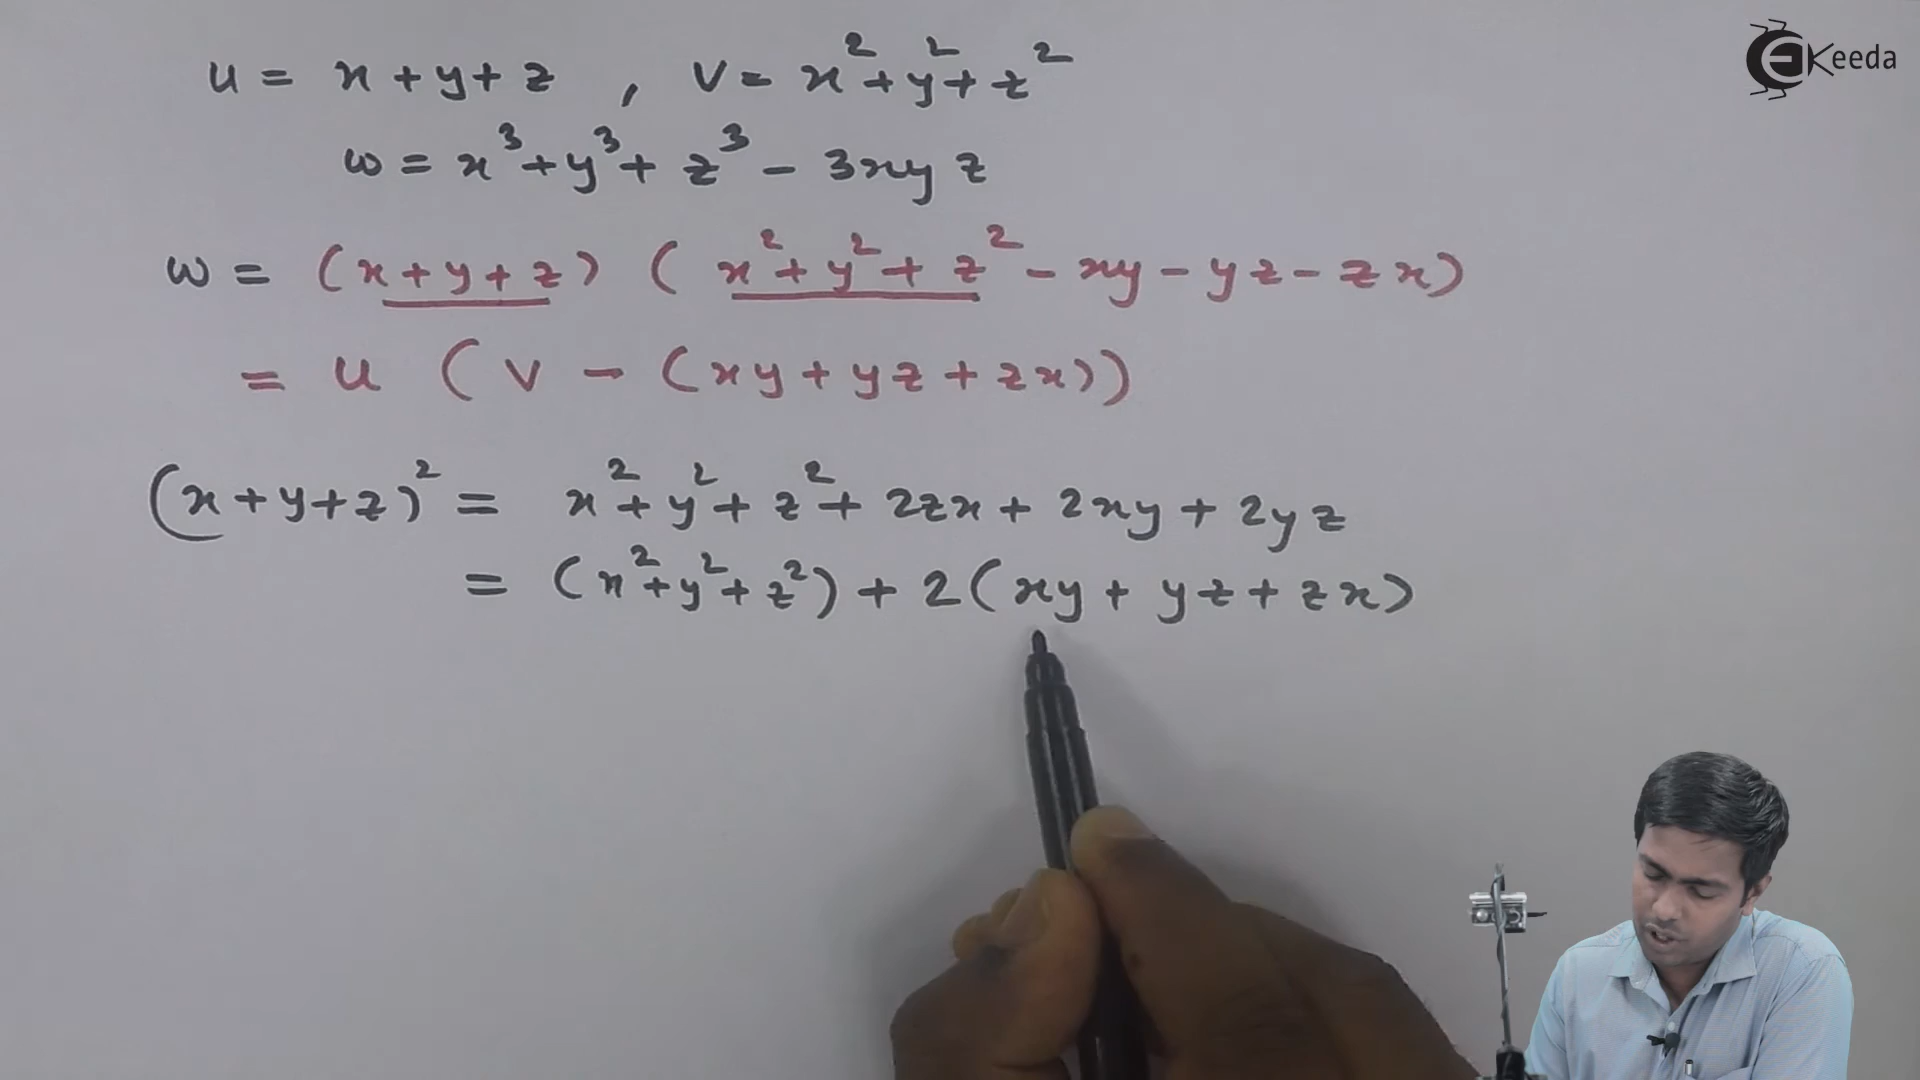 u = x + y + z , v = x² + y² + z²
w = x³ + y³ + z³ - 3xyz
w = (x + y + z) (x² + y² + z² - xy - yz - zx)
= u (v - (xy + yz + zx))
(x + y + z)² = x² + y² + z² + 2zx + 2xy + 2yz
= (x² + y² + z²) + 2(xy + yz + zx)
Keeda